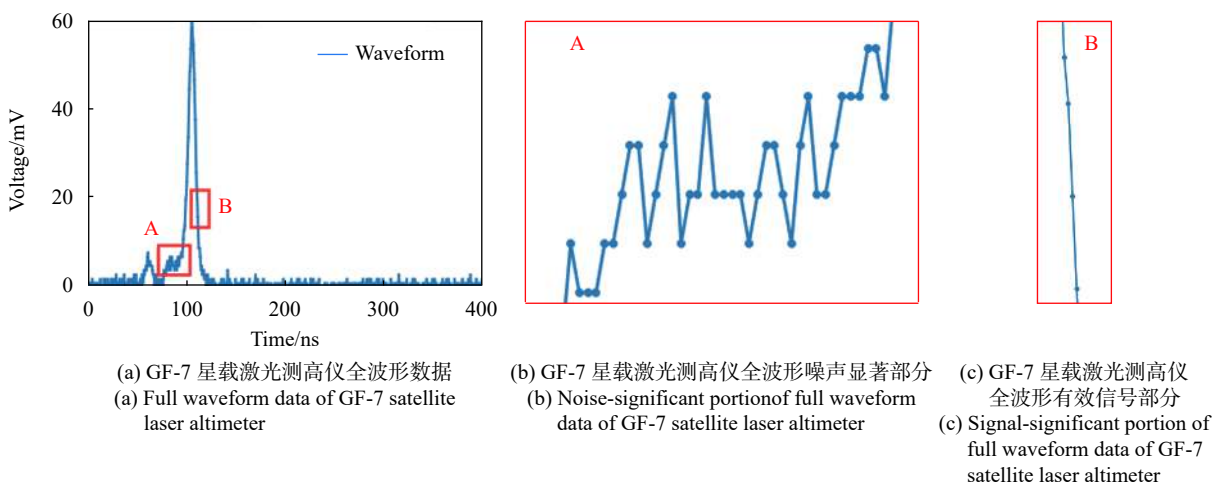 60
40
20
0
Voltage/mV
Waveform
A
B
0
100
200
300
400
Time/ns
A
B
(a) GF-7 星载激光测高仪全波形数据
(a) Full waveform data of GF-7 satellite
laser altimeter
(b) GF-7 星载激光测高仪全波形噪声显著部分
(b) Noise-significant portionof full waveform
data of GF-7 satellite laser altimeter
(c) GF-7 星载激光测高仪
全波形有效信号部分
(c) Signal-significant portion of
full waveform data of GF-7
satellite laser altimeter